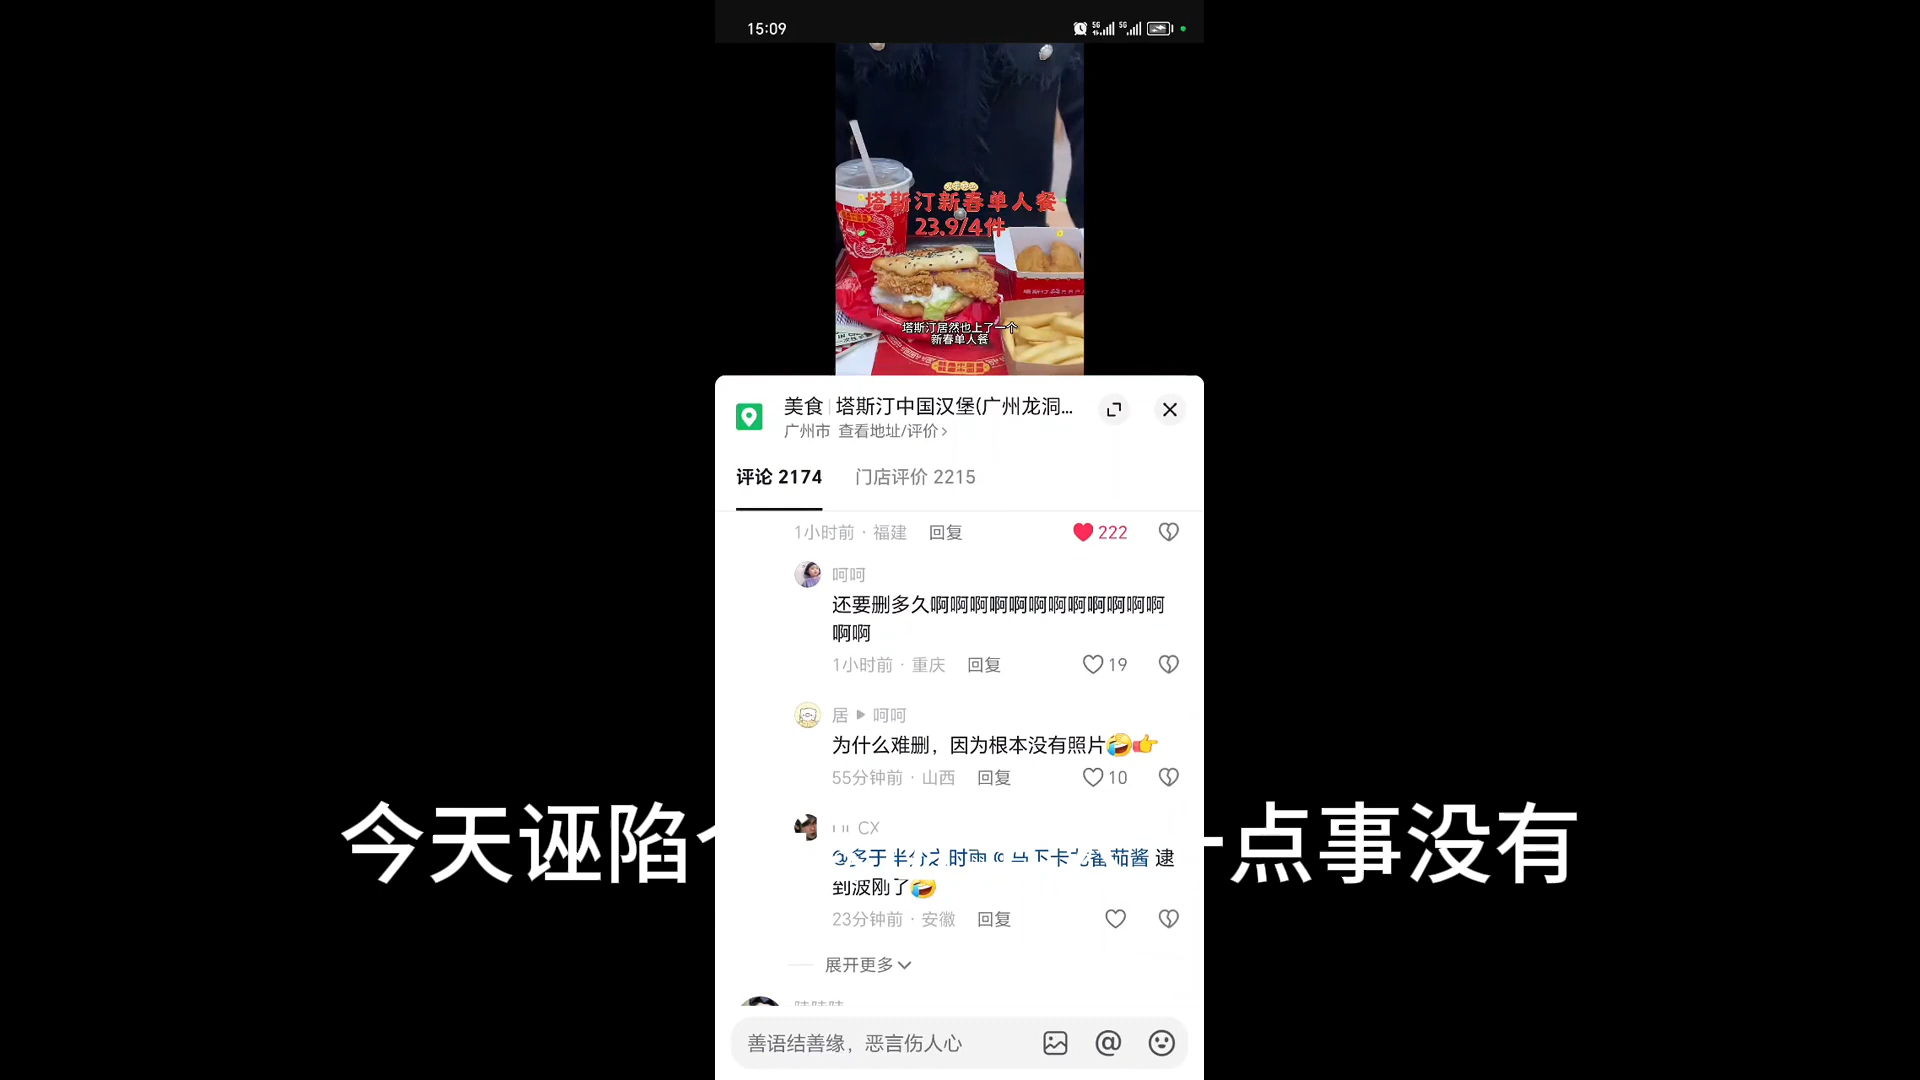 15:09
塔斯汀新春单人餐
23.9/4件
塔斯汀居然也上了一个
新春单人餐
美食 | 塔斯汀中国汉堡(广州龙洞...
广州市 查看地址/评价 >
评论 2174
门店评价 2215
1小时前 · 福建 回复 222
呵呵
还要删多久啊啊啊啊啊啊啊啊啊啊啊啊
啊啊
1小时前 · 重庆 回复 19
居 ▶ 呵呵
为什么难删，因为根本没有照片🤣👉
55分钟前 · 山西 回复 10
CX
番茄酱 逮
到波刚了🤣
23分钟前 · 安徽 回复
今天诬陷
一点事没有
展开更多
善语结善缘，恶言伤人心